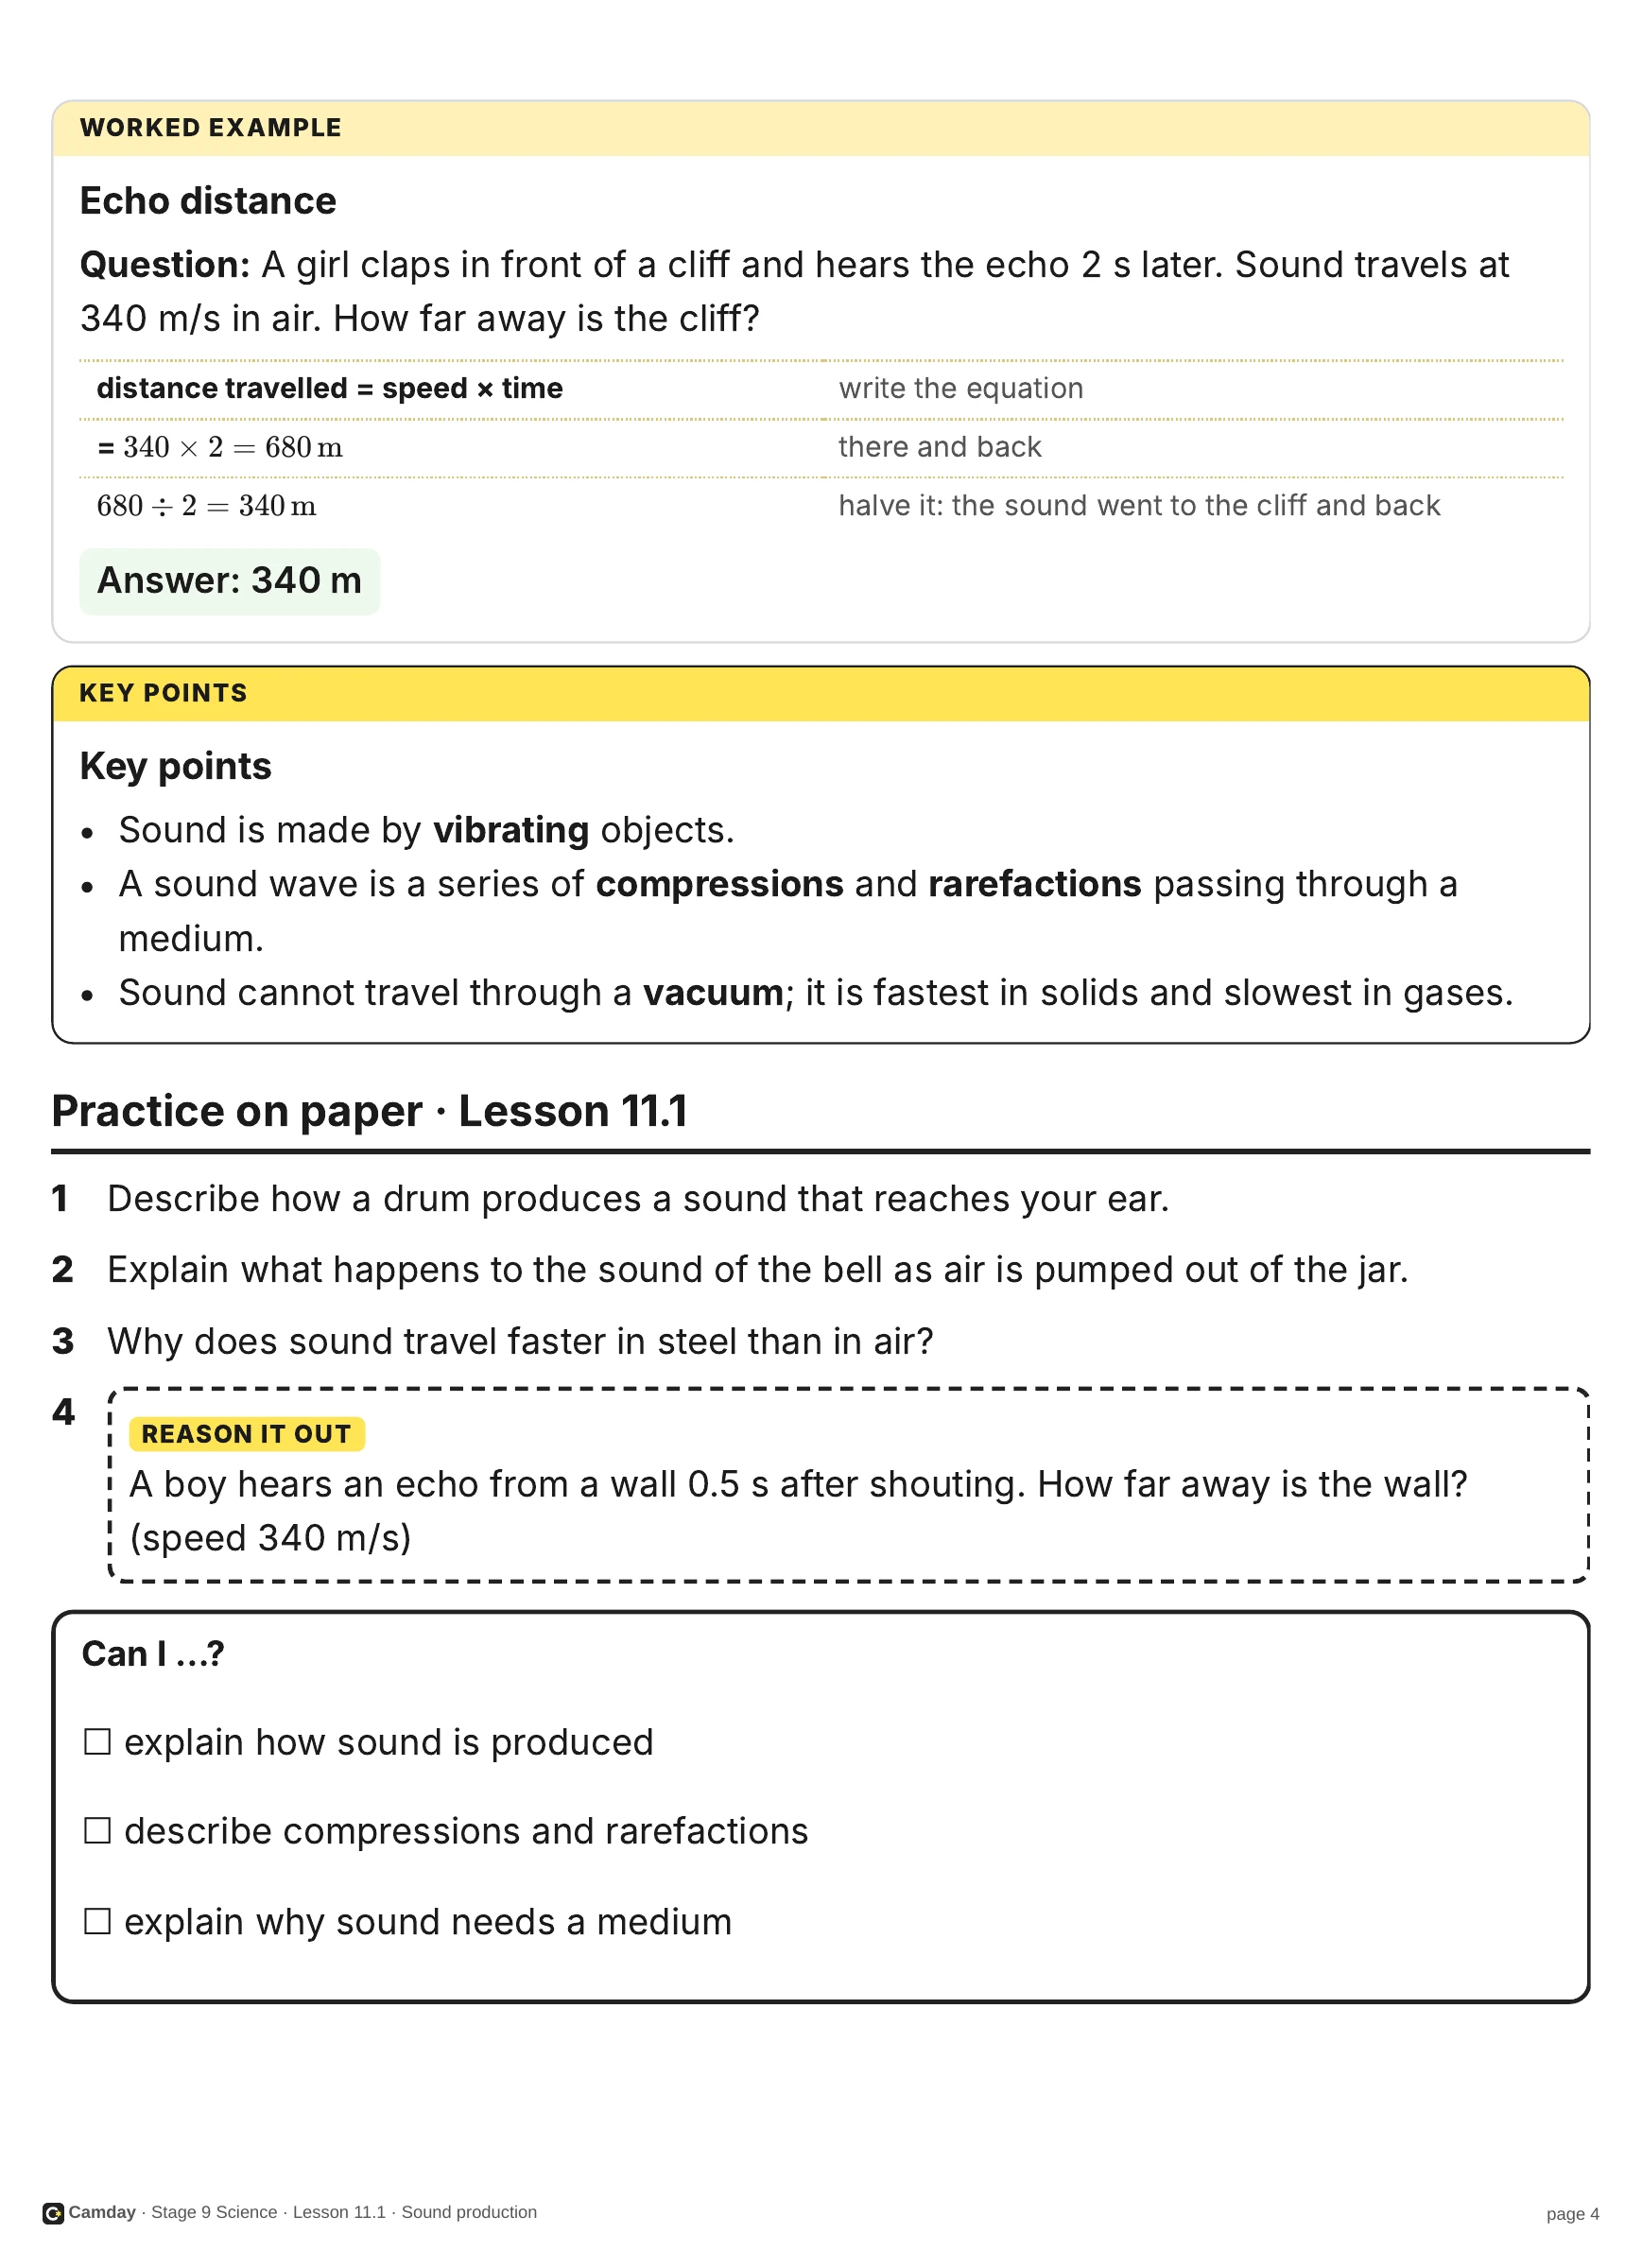 WORKED EXAMPLE
Echo distance
Question: A girl claps in front of a cliff and hears the echo 2 s later. Sound travels at
340 m/s in air. How far away is the cliff?
distance travelled = speed × time write the equation
= 340 × 2 = 680 m there and back
680 ÷ 2 = 340 m halve it: the sound went to the cliff and back
Answer: 340 m
KEY POINTS
Key points
• Sound is made by vibrating objects.
• A sound wave is a series of compressions and rarefactions passing through a
medium.
• Sound cannot travel through a vacuum; it is fastest in solids and slowest in gases.
Practice on paper · Lesson 11.1
1 Describe how a drum produces a sound that reaches your ear.
2 Explain what happens to the sound of the bell as air is pumped out of the jar.
3 Why does sound travel faster in steel than in air?
4
REASON IT OUT
A boy hears an echo from a wall 0.5 s after shouting. How far away is the wall?
(speed 340 m/s)
Can I ...?
☐ explain how sound is produced
☐ describe compressions and rarefactions
☐ explain why sound needs a medium
Camday · Stage 9 Science · Lesson 11.1 · Sound production page 4